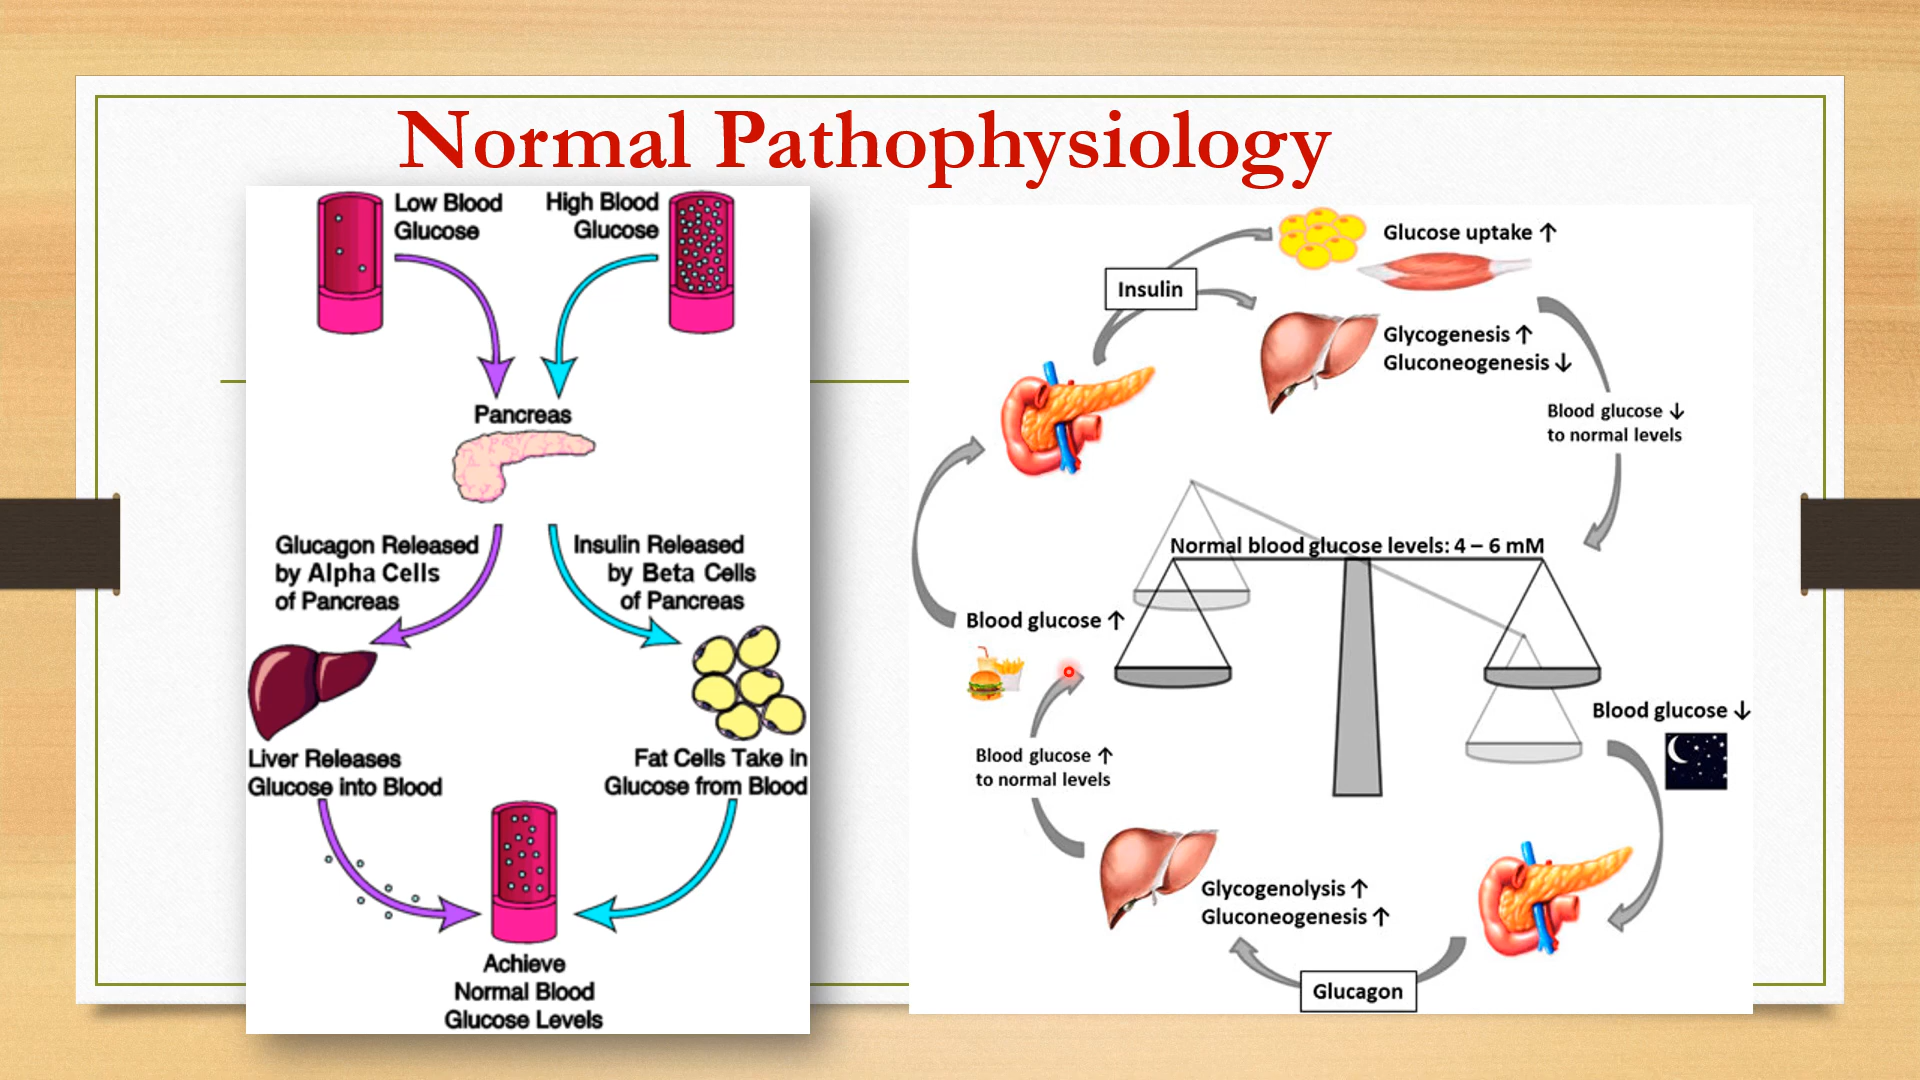 Normal Pathophysiology
Low Blood
Glucose
High Blood
Glucose
Pancreas
Glucagon Released
by Alpha Cells
of Pancreas
Insulin Released
by Beta Cells
of Pancreas
Liver Releases
Glucose into Blood
Fat Cells Take in
Glucose from Blood
Achieve
Normal Blood
Glucose Levels
Glucose uptake ↑
Insulin
Glycogenesis ↑
Gluconeogenesis ↓
Blood glucose ↓
to normal levels
Normal blood glucose levels: 4 – 6 mM
Blood glucose ↑
Blood glucose ↓
Blood glucose ↑
to normal levels
Glycogenolysis ↑
Gluconeogenesis ↑
Glucagon